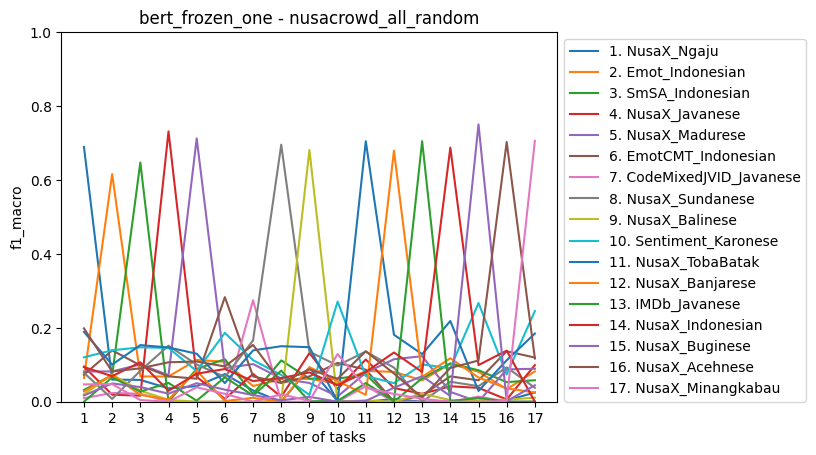 bert_frozen_one - nusacrowd_all_random
1.0
0.8
0.6
0.4
0.2
0.0
f1_macro
1 2 3 4 5 6 7 8 9 10 11 12 13 14 15 16 17
number of tasks
1. NusaX_Ngaju
2. Emot_Indonesian
3. SmSA_Indonesian
4. NusaX_Javanese
5. NusaX_Madurese
6. EmotCMT_Indonesian
7. CodeMixedJVID_Javanese
8. NusaX_Sundanese
9. NusaX_Balinese
10. Sentiment_Karonese
11. NusaX_TobaBatak
12. NusaX_Banjarese
13. IMDb_Javanese
14. NusaX_Indonesian
15. NusaX_Buginese
16. NusaX_Acehnese
17. NusaX_Minangkabau